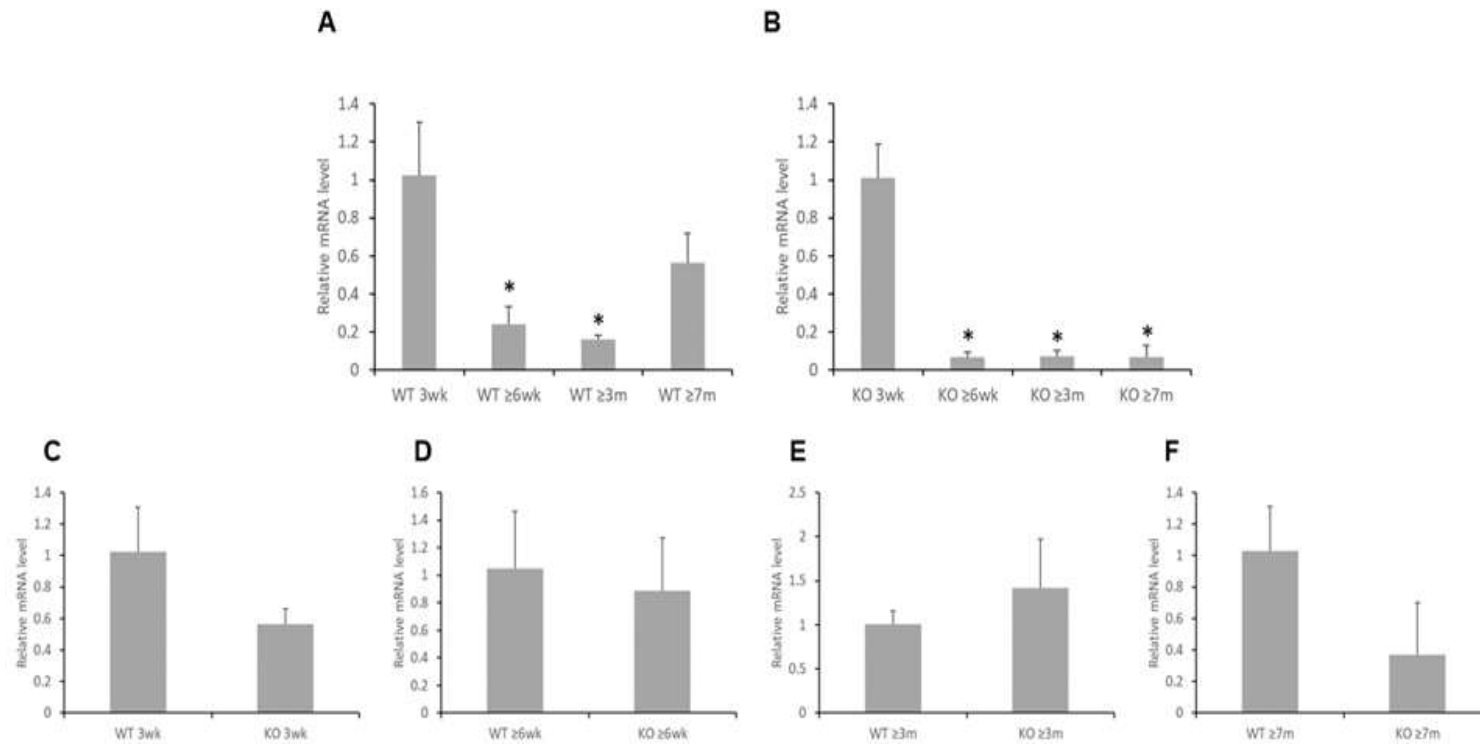 A
B
Relative mRNA level
1.4
1.2
1
0.8
0.6
0.4
0.2
0
*
*
WT 3wk WT ≥6wk WT ≥3m WT ≥7m
Relative mRNA level
1.4
1.2
1
0.8
0.6
0.4
0.2
0
*
*
*
KO 3wk KO ≥6wk KO ≥3m KO ≥7m
C
D
E
F
Relative mRNA level
1.4
1.2
1
0.8
0.6
0.4
0.2
0
WT 3wk KO 3wk
Relative mRNA level
1.6
1.4
1.2
1
0.8
0.6
0.4
0.2
0
WT ≥6wk KO ≥6wk
Relative mRNA level
2.5
2
1.5
1
0.5
0
WT ≥3m KO ≥3m
Relative mRNA level
1.4
1.2
1
0.8
0.6
0.4
0.2
0
WT ≥7m KO ≥7m